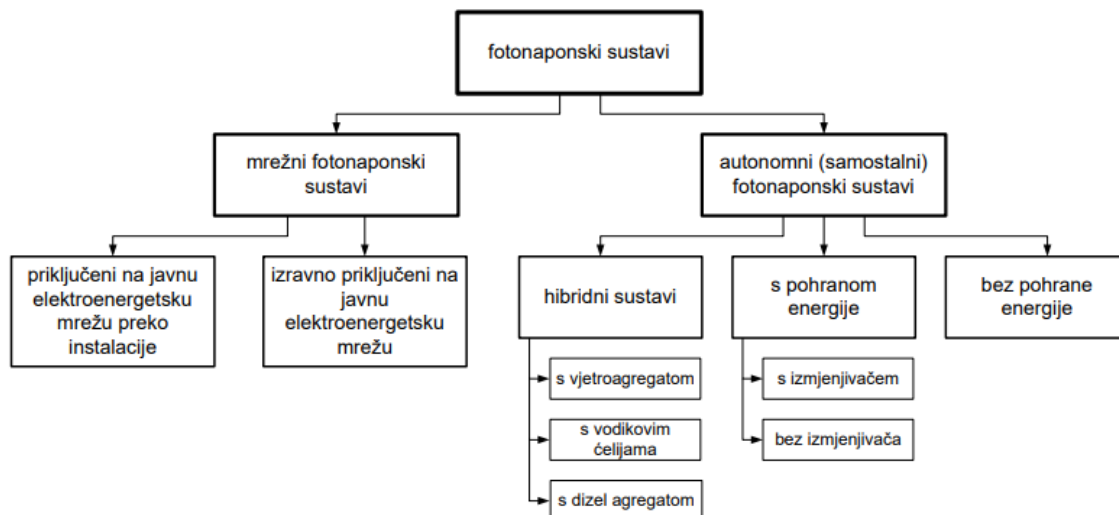 fotonaponski sustavi
mrežni fotonaponski
sustavi
autonomni (samostalni)
fotonaponski sustavi
priključeni na javnu
elektroenergetsku
mrežu preko
instalacije
izravno priključeni na
javnu
elektroenergetsku
mrežu
hibridni sustavi
s pohranom
energije
bez pohrane
energije
s vjetroagregatom
s vodikovim
ćelijama
s dizel agregatom
s izmjenjivačem
bez izmjenjivača